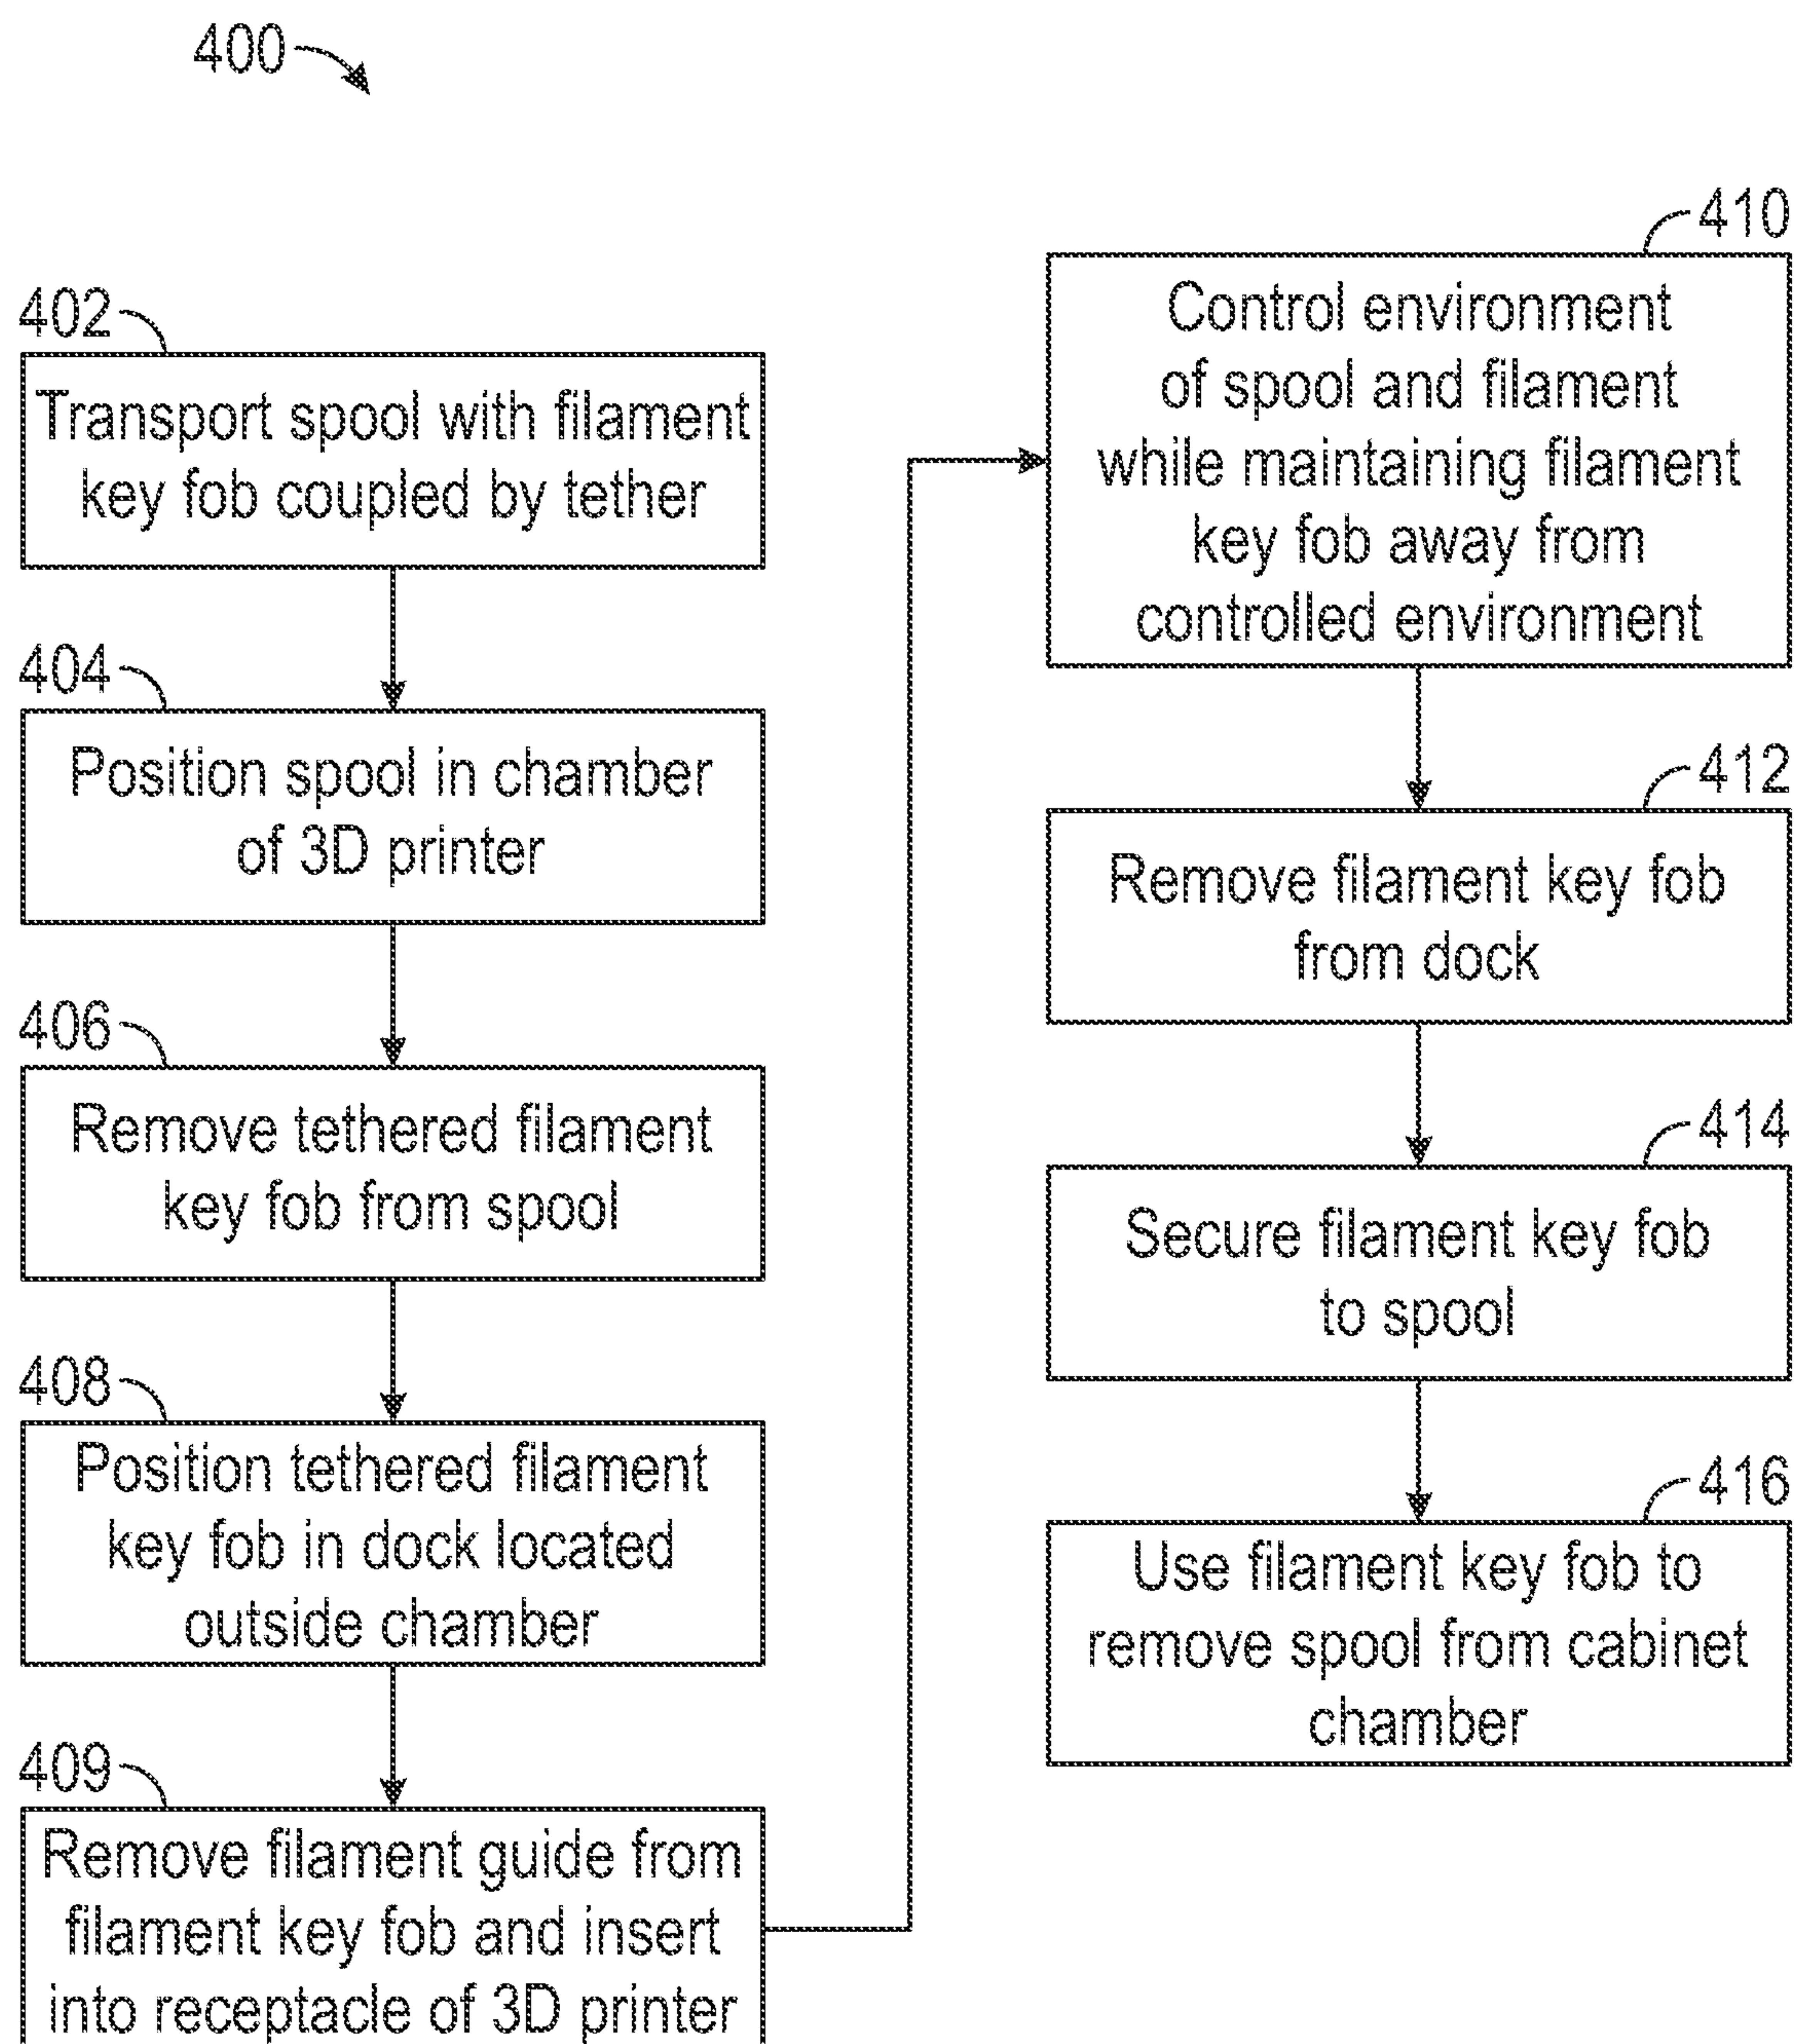 400
402
Transport spool with filament
key fob coupled by tether
404
Position spool in chamber
of 3D printer
406
Remove tethered filament
key fob from spool
408
Position tethered filament
key fob in dock located
outside chamber
409
Remove filament guide from
filament key fob and insert
into receptacle of 3D printer
410
Control environment
of spool and filament
while maintaining filament
key fob away from
controlled environment
412
Remove filament key fob
from dock
414
Secure filament key fob
to spool
416
Use filament key fob to
remove spool from cabinet
chamber